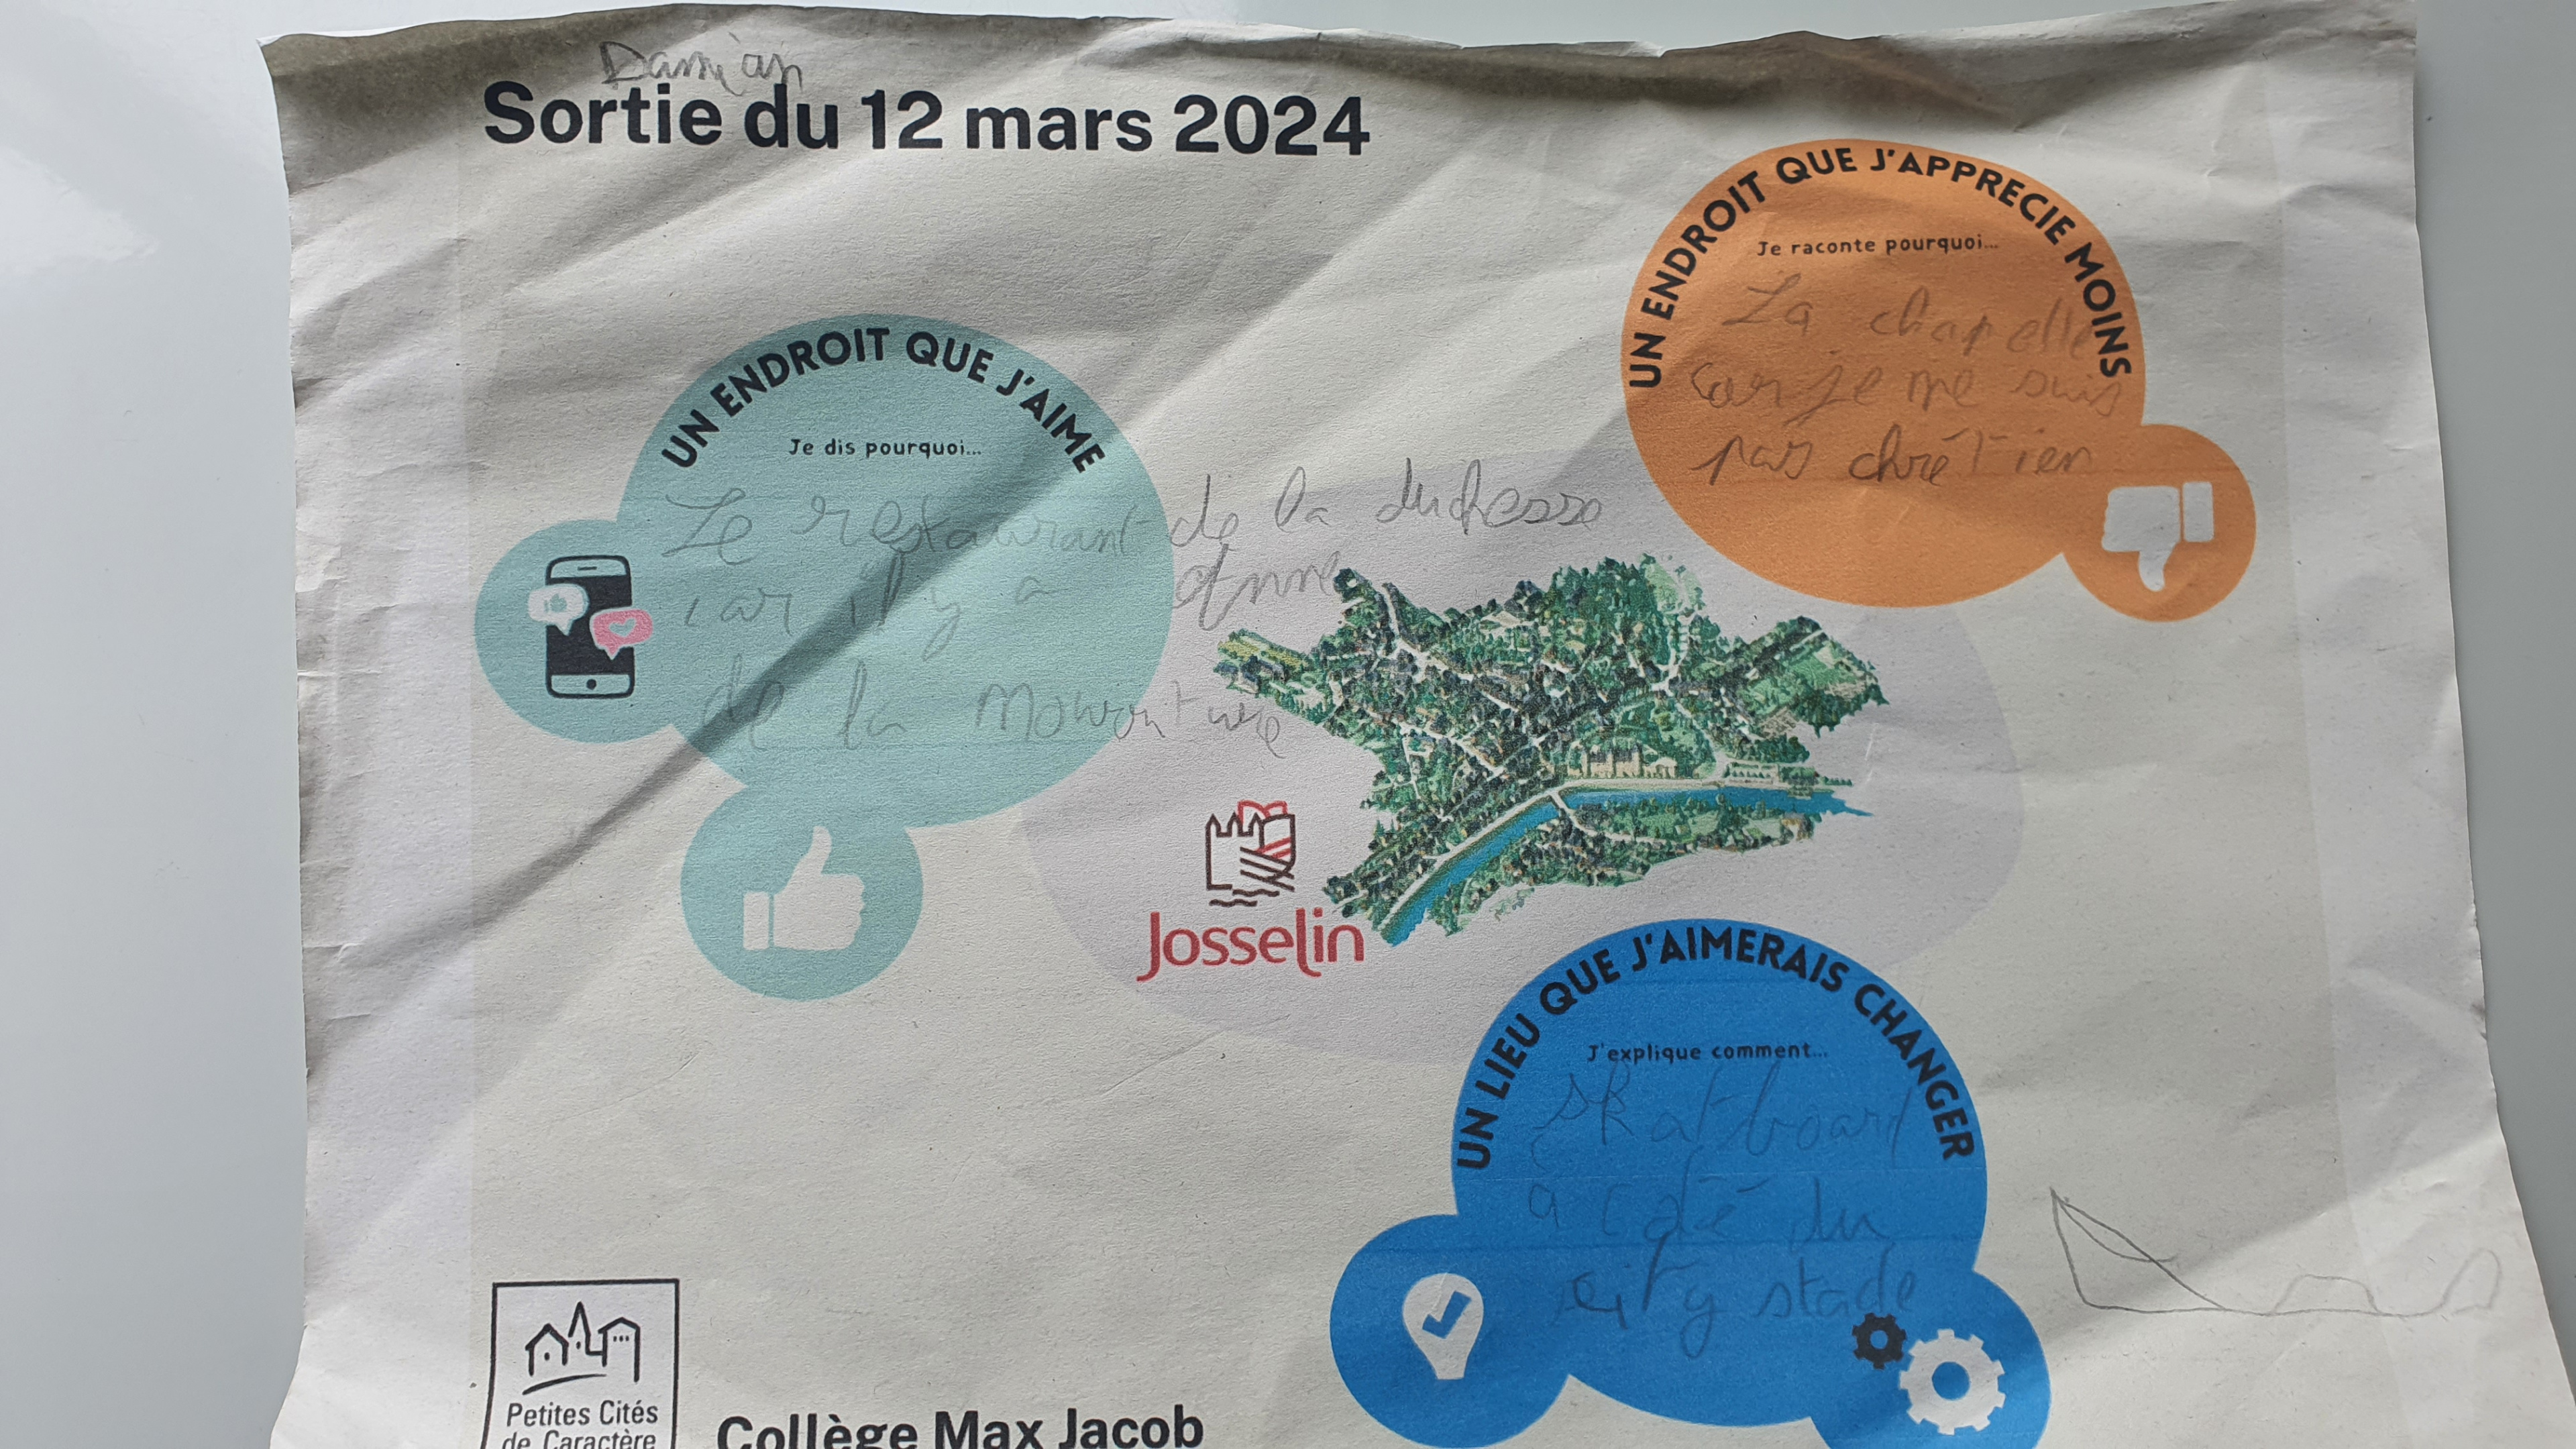 Damian
Sortie du 12 mars 2024
UN ENDROIT QUE J'APPRECIE MOINS
Je raconte pourquoi...
La chapelle
car je me suis
pas chrétien
UN ENDROIT QUE J'AIME
Je dis pourquoi...
Le restaurant de la duchesse
car il y a Anne
de la
Josselin
UN LIEU QUE J'AIMERAIS CHANGER
J'explique comment...
skatboard
a coté du
city stade
Petites Cités
de Caractère
Collège Max Jacob